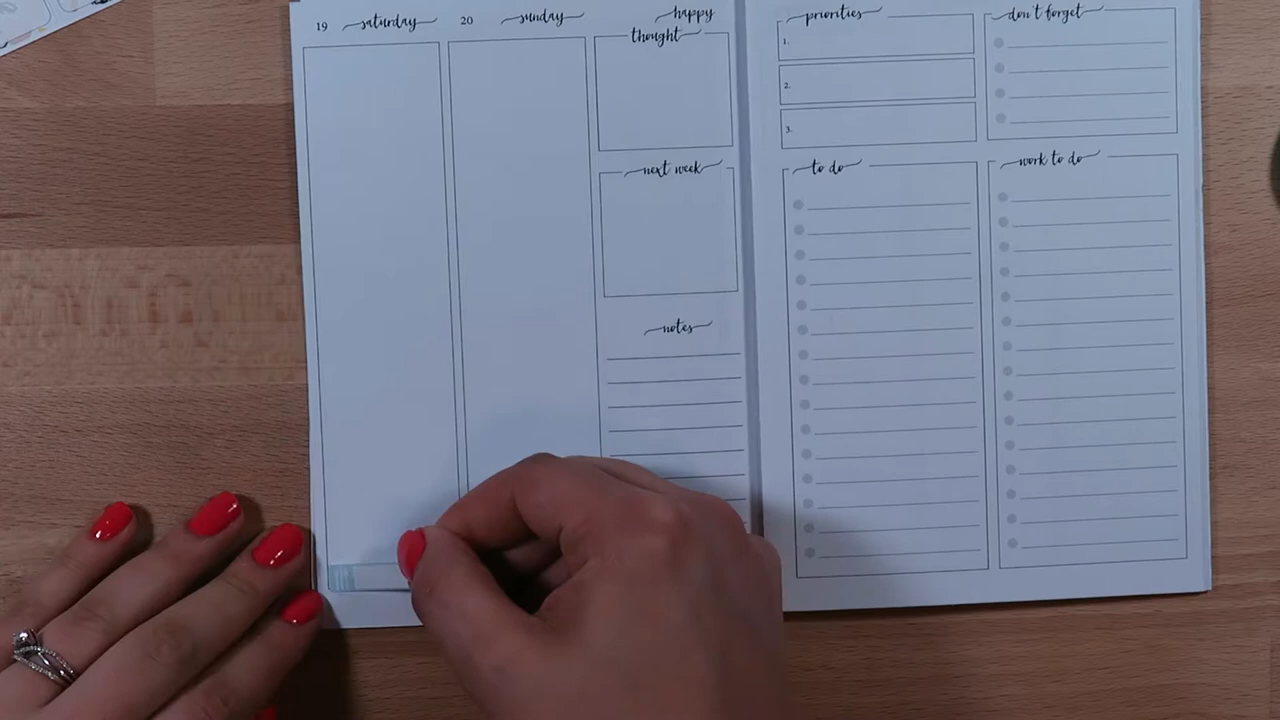 19 saturday
20 sunday
happy
thought
next week
notes
priorities
1.
2.
3.
don't forget
to do
work to do